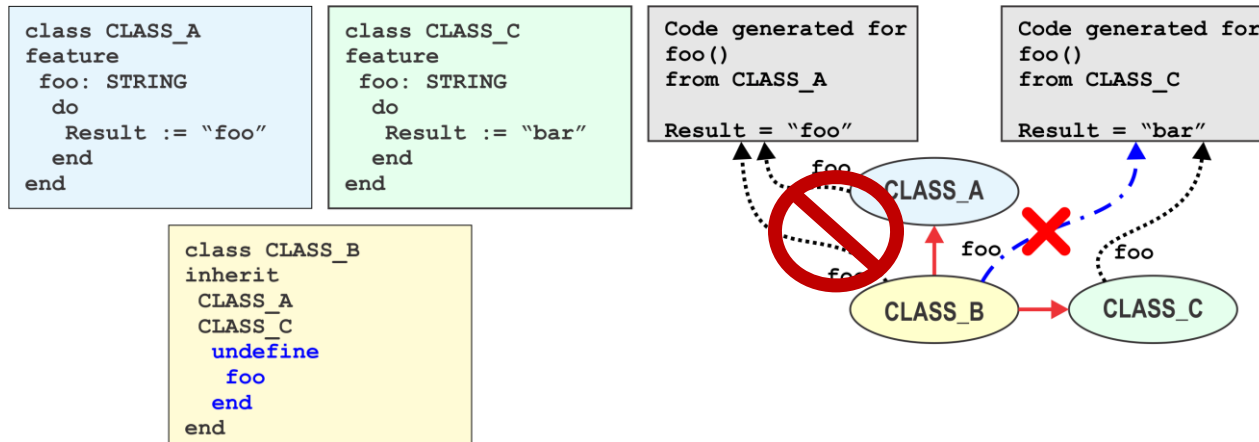 class CLASS_A
feature
foo: STRING
do
Result := “foo”
end
end
class CLASS_C
feature
foo: STRING
do
Result := “bar”
end
end
class CLASS_B
inherit
CLASS_A
CLASS_C
undefine
foo
end
end
Code generated for
foo()
from CLASS_A
Result = “foo”
Code generated for
foo()
from CLASS_C
Result = “bar”
foo
CLASS_A
foo
foo
foo
CLASS_B
CLASS_C